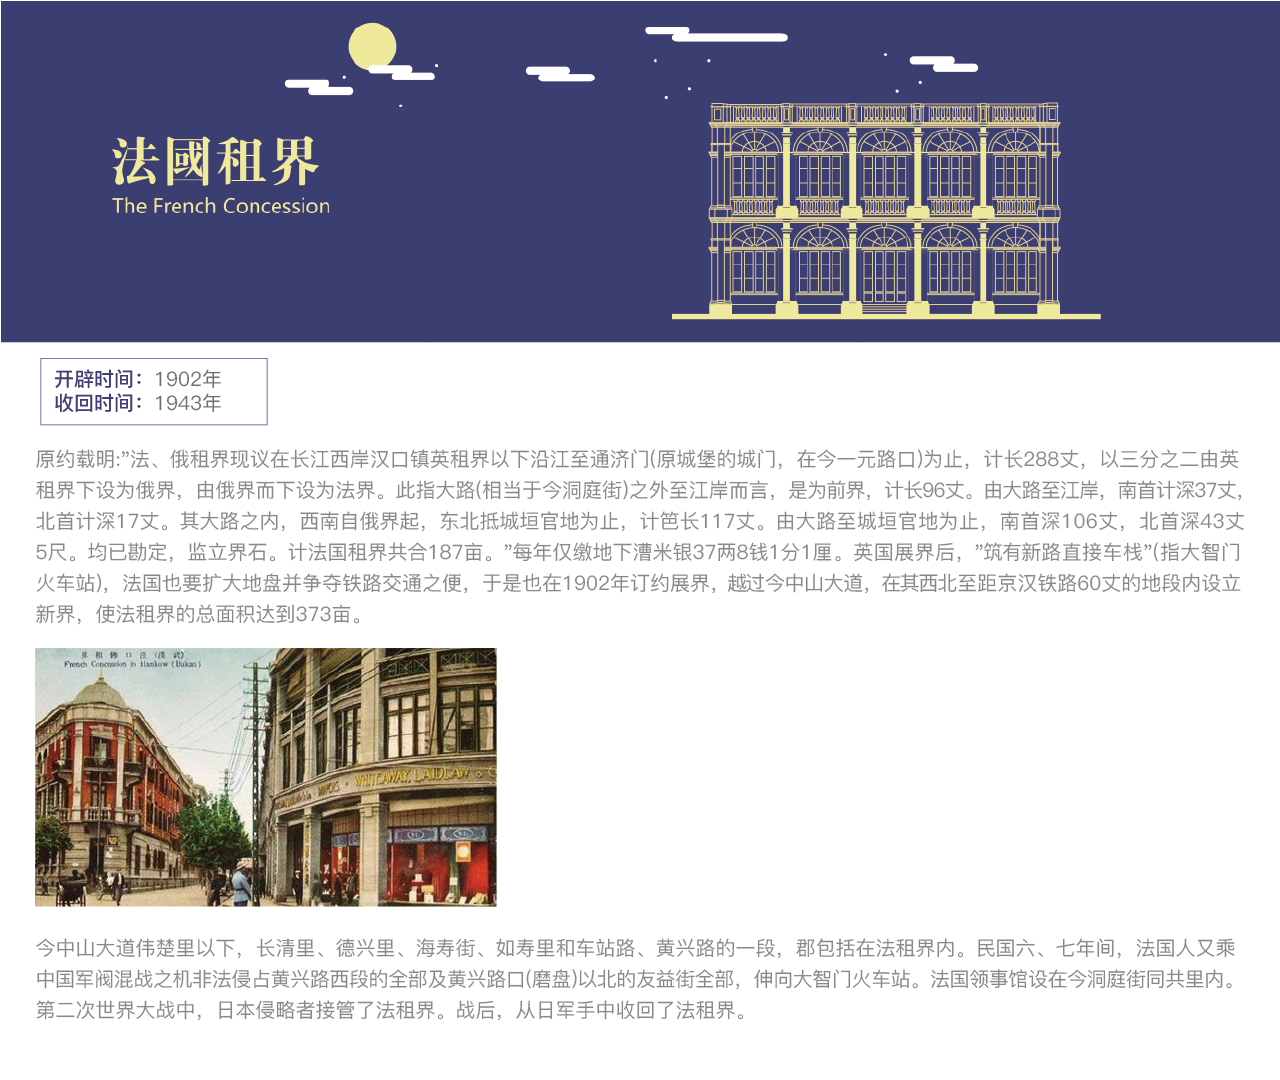 法國租界
The French Concession
开辟时间：1902年
收回时间：1943年
原约载明:”法、俄租界现议在长江西岸汉口镇英租界以下沿江至通济门(原城堡的城门，在今一元路口)为止，计长288丈，以三分之二由英
租界下设为俄界，由俄界而下设为法界。此指大路(相当于今洞庭街)之外至江岸而言，是为前界，计长96丈。由大路至江岸，南首计深37丈，
北首计深17丈。其大路之内，西南自俄界起，东北抵城垣官地为止，计笆长117丈。由大路至城垣官地为止，南首深106丈，北首深43丈
5尺。均已勘定，监立界石。计法国租界共合187亩。”每年仅缴地下漕米银37两8钱1分1厘。英国展界后，”筑有新路直接车栈”(指大智门
火车站)，法国也要扩大地盘并争夺铁路交通之便，于是也在1902年订约展界，越过今中山大道，在其西北至距京汉铁路60丈的地段内设立
新界，使法租界的总面积达到373亩。
French Concession in Hankow (Bukan)
WHITEAWAY, LAIDLAW &
今中山大道伟楚里以下，长清里、德兴里、海寿街、如寿里和车站路、黄兴路的一段，郡包括在法租界内。民国六、七年间，法国人又乘
中国军阀混战之机非法侵占黄兴路西段的全部及黄兴路口(磨盘)以北的友益街全部，伸向大智门火车站。法国领事馆设在今洞庭街同共里内。
第二次世界大战中，日本侵略者接管了法租界。战后，从日军手中收回了法租界。